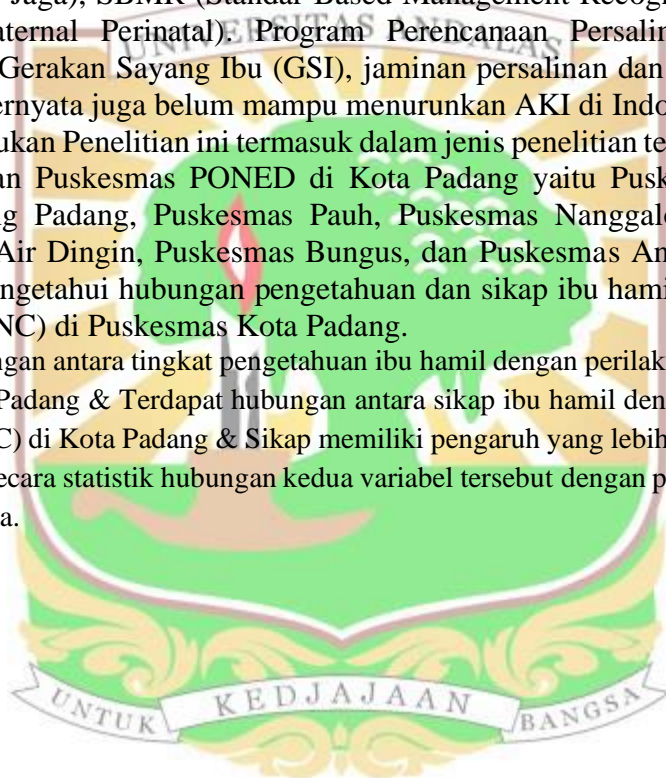 Juga), SBMR (Standar Based Management Recogni
aternal Perinatal). Program Perencanaan Persalin
UNIVERSITAS ANDALAS
Gerakan Sayang Ibu (GSI), jaminan persalinan dan
ernyata juga belum mampu menurunkan AKI di Indo
ukan Penelitian ini termasuk dalam jenis penelitian te
an Puskesmas PONED di Kota Padang yaitu Pusk
ng Padang, Puskesmas Pauh, Puskesmas Nanggal
Air Dingin, Puskesmas Bungus, dan Puskesmas An
ngetahui hubungan pengetahuan dan sikap ibu hami
NC) di Puskesmas Kota Padang.
ngan antara tingkat pengetahuan ibu hamil dengan perilak
Padang & Terdapat hubungan antara sikap ibu hamil den
C) di Kota Padang & Sikap memiliki pengaruh yang lebih
ecara statistik hubungan kedua variabel tersebut dengan p
a.
UNTUK KEDJAJAAN BANGSA